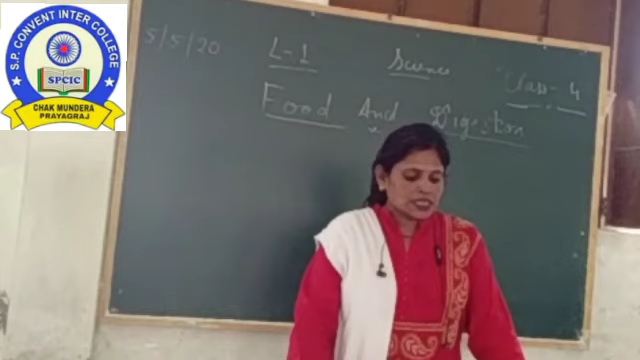 S.P. CONVENT INTER COLLEGE
SPCIC
CHAK MUNDERA
PRAYAGRAJ
5/5/20 L-1 Science Class-4
Food And Digestion